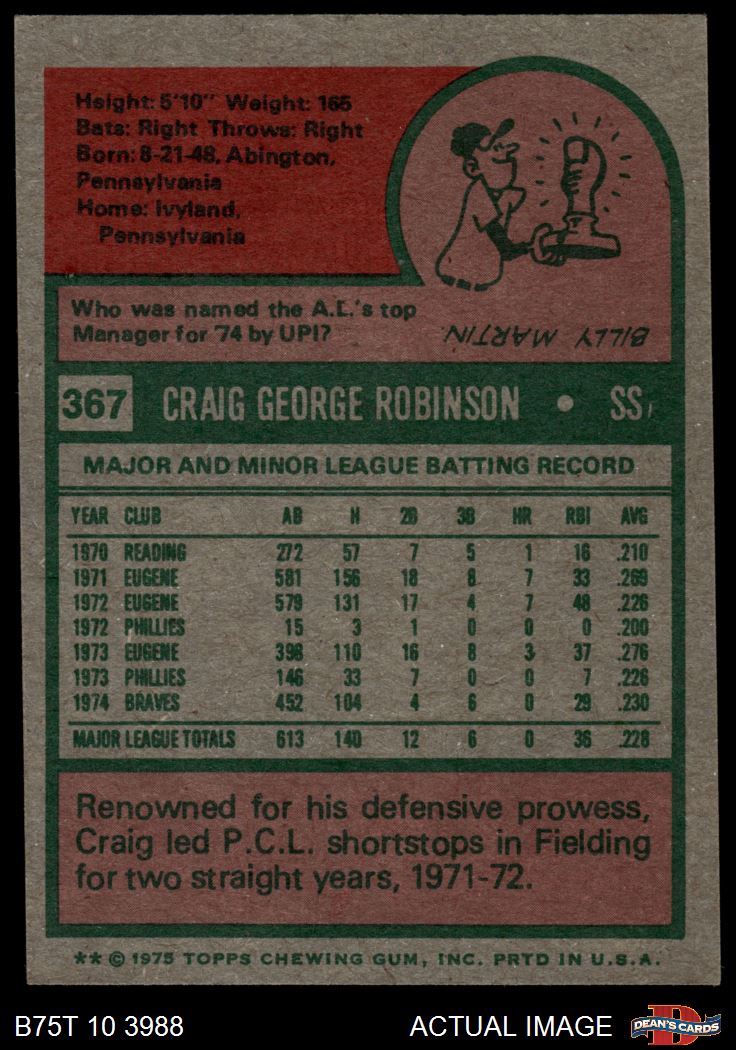 Height: 5'10" Weight: 165
Bats: Right Throws: Right
Born: 8-21-48, Abington,
Pennsylvania
Home: Ivyland,
Pennsylvania
Who was named the A.L.'s top
Manager for '74 by UPI?
BILLY MARTIN.
367 CRAIG GEORGE ROBINSON • SS
MAJOR AND MINOR LEAGUE BATTING RECORD
YEAR CLUB AB H 2B 3B HR RBI AVG
1970 READING 272 57 7 5 1 16 .210
1971 EUGENE 581 156 18 8 7 33 .269
1972 EUGENE 579 131 17 4 7 48 .226
1972 PHILLIES 15 3 1 0 0 0 .200
1973 EUGENE 398 110 16 8 3 37 .276
1973 PHILLIES 146 33 7 0 0 7 .226
1974 BRAVES 452 104 4 6 0 29 .230
MAJOR LEAGUE TOTALS 613 140 12 6 0 36 .228
Renowned for his defensive prowess,
Craig led P.C.L. shortstops in Fielding
for two straight years, 1971-72.
** © 1975 TOPPS CHEWING GUM, INC. PRTD IN U.S.A.
B75T 10 3988 ACTUAL IMAGE DEAN'S CARDS